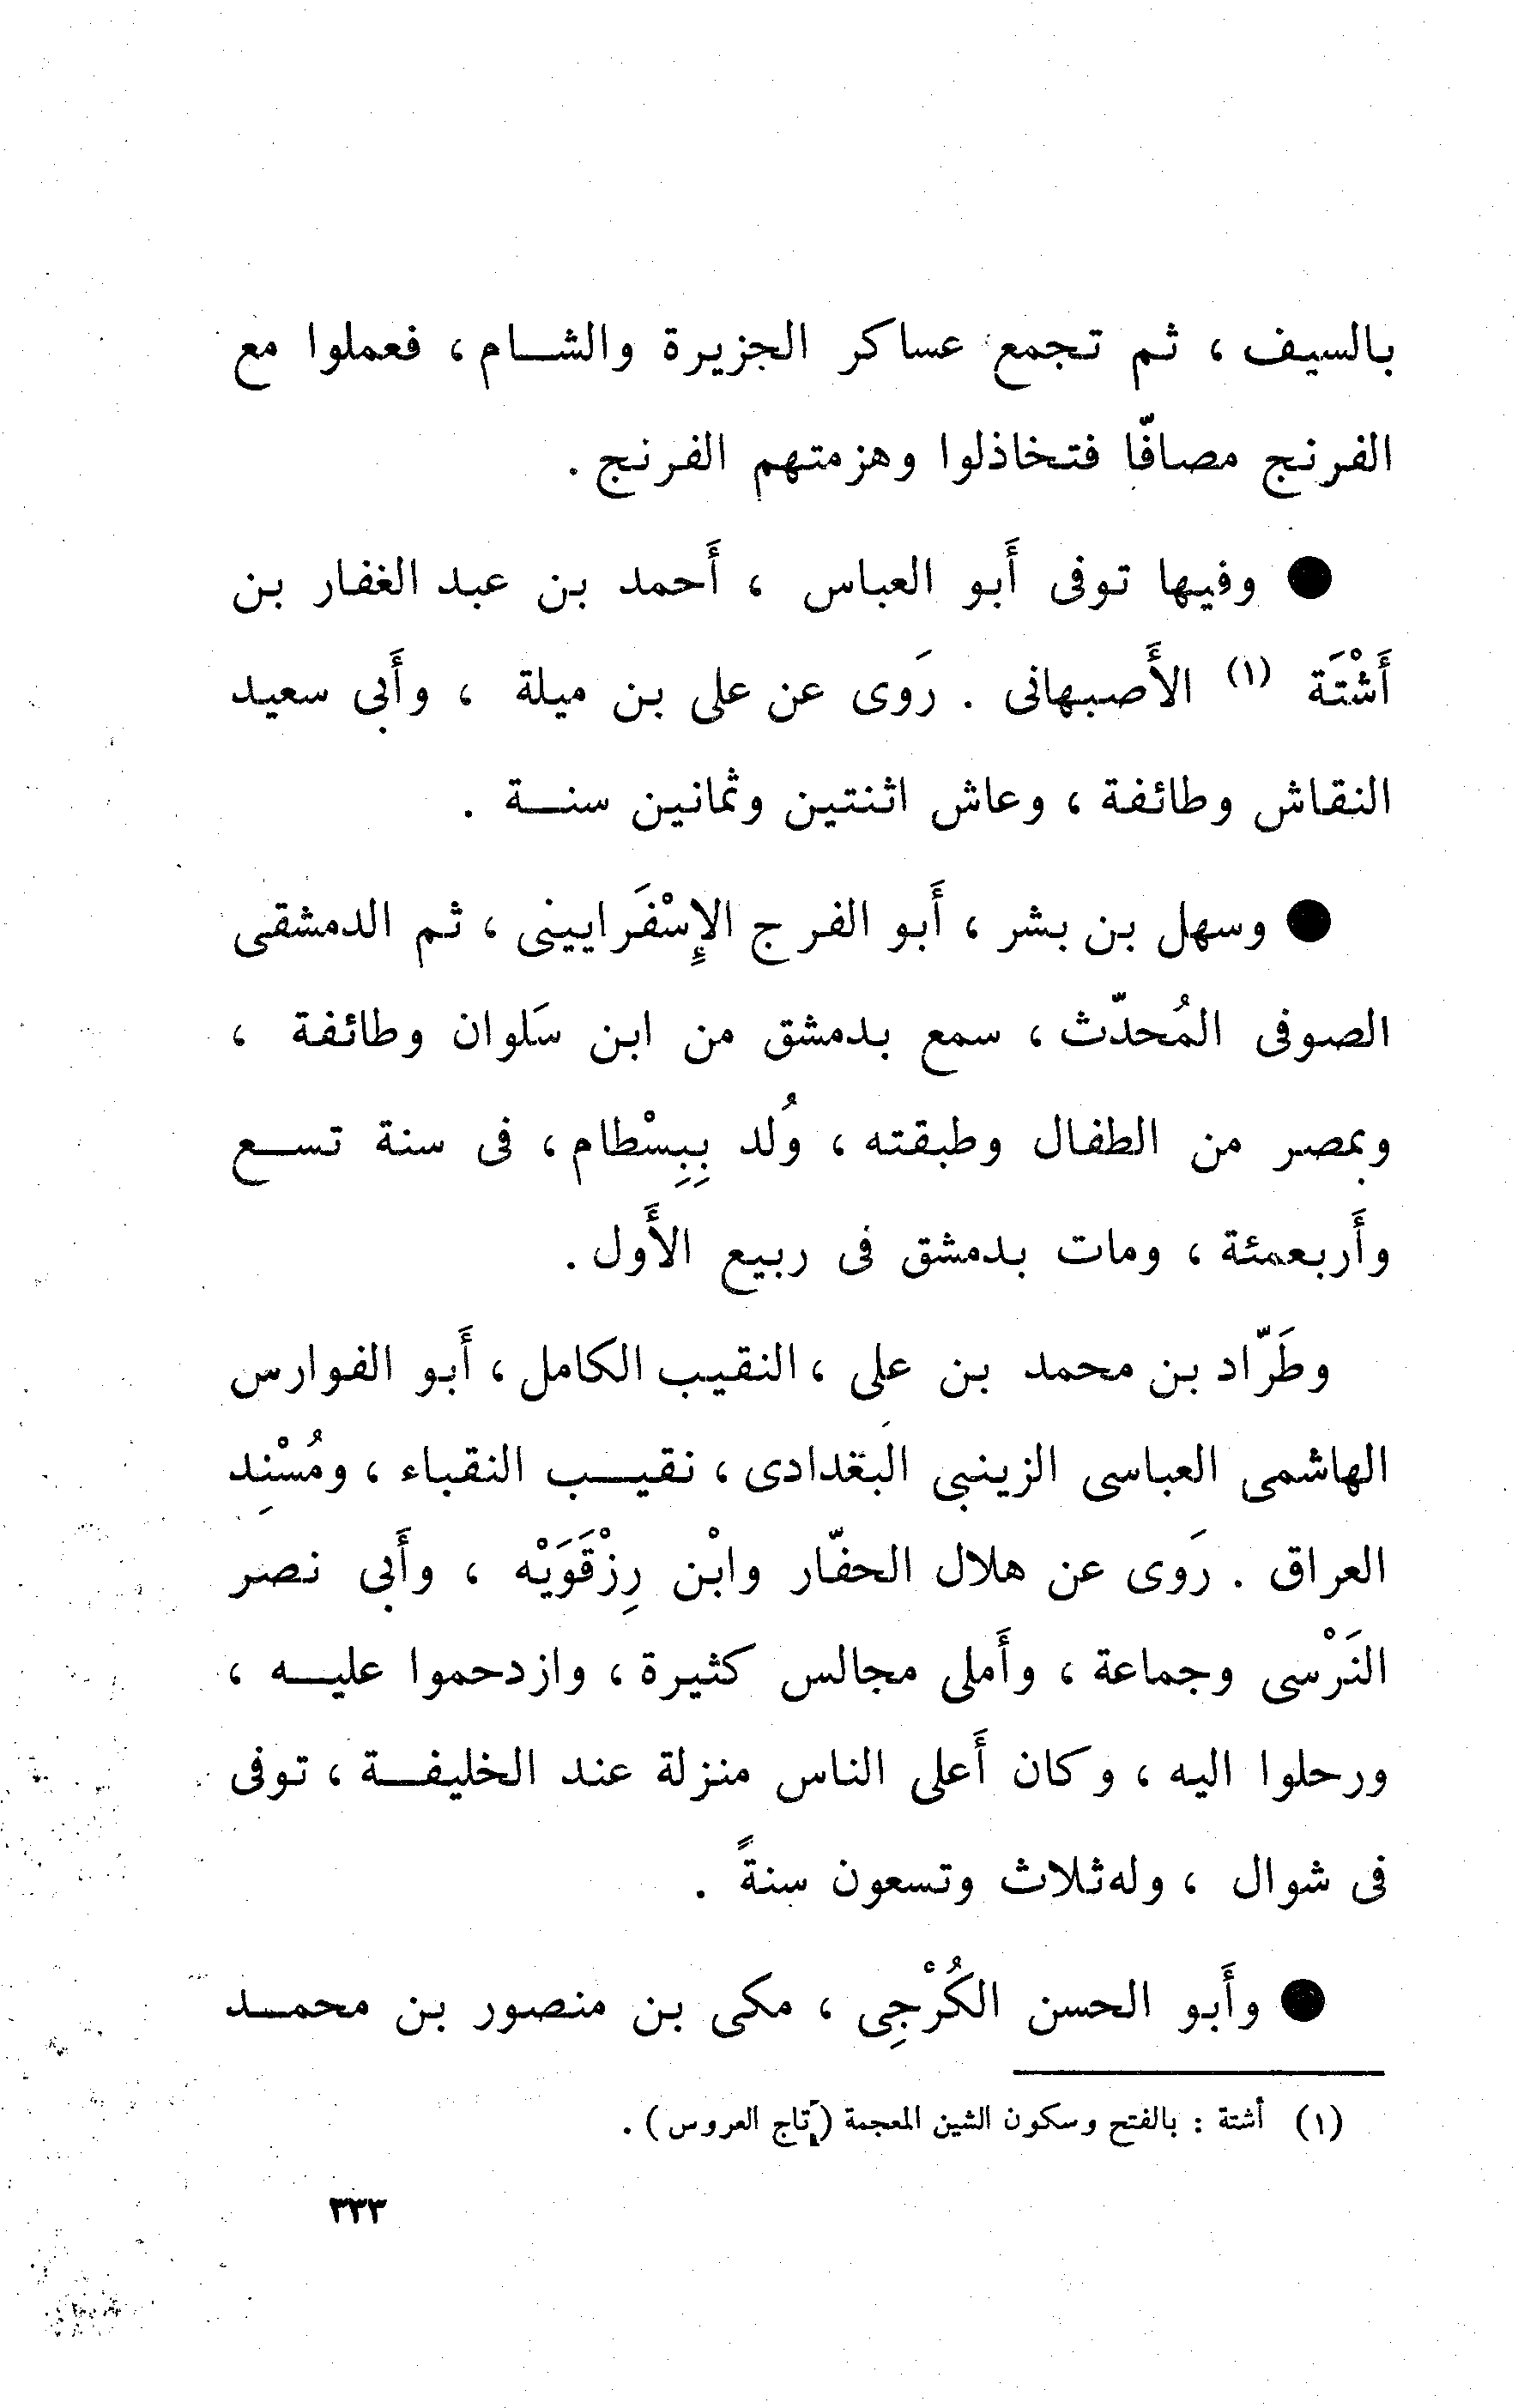 بالسيف ، ثم تجمع عساكر الجزيرة والشام ، فعملوا مع
الفرنج مصافّا فتخاذلوا وهزمتهم الفرنج .
● وفيها توفى أَبو العباس ، أَحمد بن عبد الغفار بن
أَشْتَة (١) الأَصبهانى . رَوى عن على بن ميلة ، وأَبى سعيد
النقاش وطائفة ، وعاش اثنتين وثمانين سنة .
● وسهل بن بشر ، أَبو الفرج الإِسْفَرايينى ، ثم الدمشقى
الصوفى المُحدّث ، سمع بدمشق من ابن سَلوان وطائفة ،
وبمصر من الطفال وطبقته ، وُلد بِبِسْطام ، فى سنة تسع
وأَربعمئة ، ومات بدمشق فى ربيع الأَول .
وطَرّاد بن محمد بن على ، النقيب الكامل ، أَبو الفوارس
الهاشمى العباسى الزينبى البَغدادى ، نقيب النقباء ، ومُسْنِد
العراق . رَوى عن هلال الحفّار وابْن رِزْقَوَيْه ، وأَبى نصر
النَرْسى وجماعة ، وأَملى مجالس كثيرة ، وازدحموا عليه ،
ورحلوا اليه ، وكان أَعلى الناس منزلة عند الخليفة ، توفى
فى شوال ، وله ثلاث وتسعون سنةً .
● وأَبو الحسن الكُرْجِى ، مكى بن منصور بن محمد
(١) أشتة : بالفتح وسكون الشين المعجمة (تاج العروس) .
٣٣٣